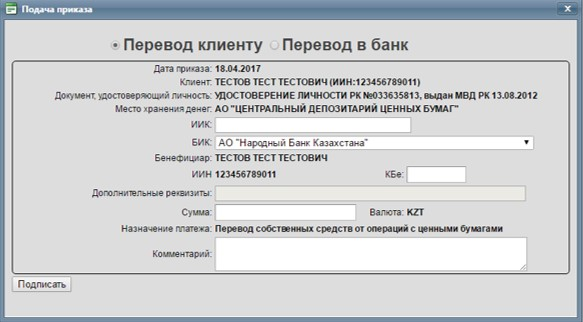 Подача приказа
Перевод клиенту Перевод в банк
Дата приказа: 18.04.2017
Клиент: ТЕСТОВ ТЕСТ ТЕСТОВИЧ (ИИН:123456789011)
Документ, удостоверяющий личность: УДОСТОВЕРЕНИЕ ЛИЧНОСТИ РК №033635813, выдан МВД РК 13.08.2012
Место хранения денег: АО "ЦЕНТРАЛЬНЫЙ ДЕПОЗИТАРИЙ ЦЕННЫХ БУМАГ"
ИИК:
БИК: АО "Народный Банк Казахстана"
Бенефициар: ТЕСТОВ ТЕСТ ТЕСТОВИЧ
ИИН 123456789011 КБе:
Дополнительные реквизиты:
Сумма: Валюта: KZT
Назначение платежа: Перевод собственных средств от операций с ценными бумагами
Комментарий:
Подписать